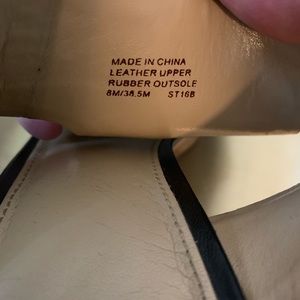 MADE IN CHINA
LEATHER UPPER
RUBBER OUTSOLE
8M/38.5M ST16B